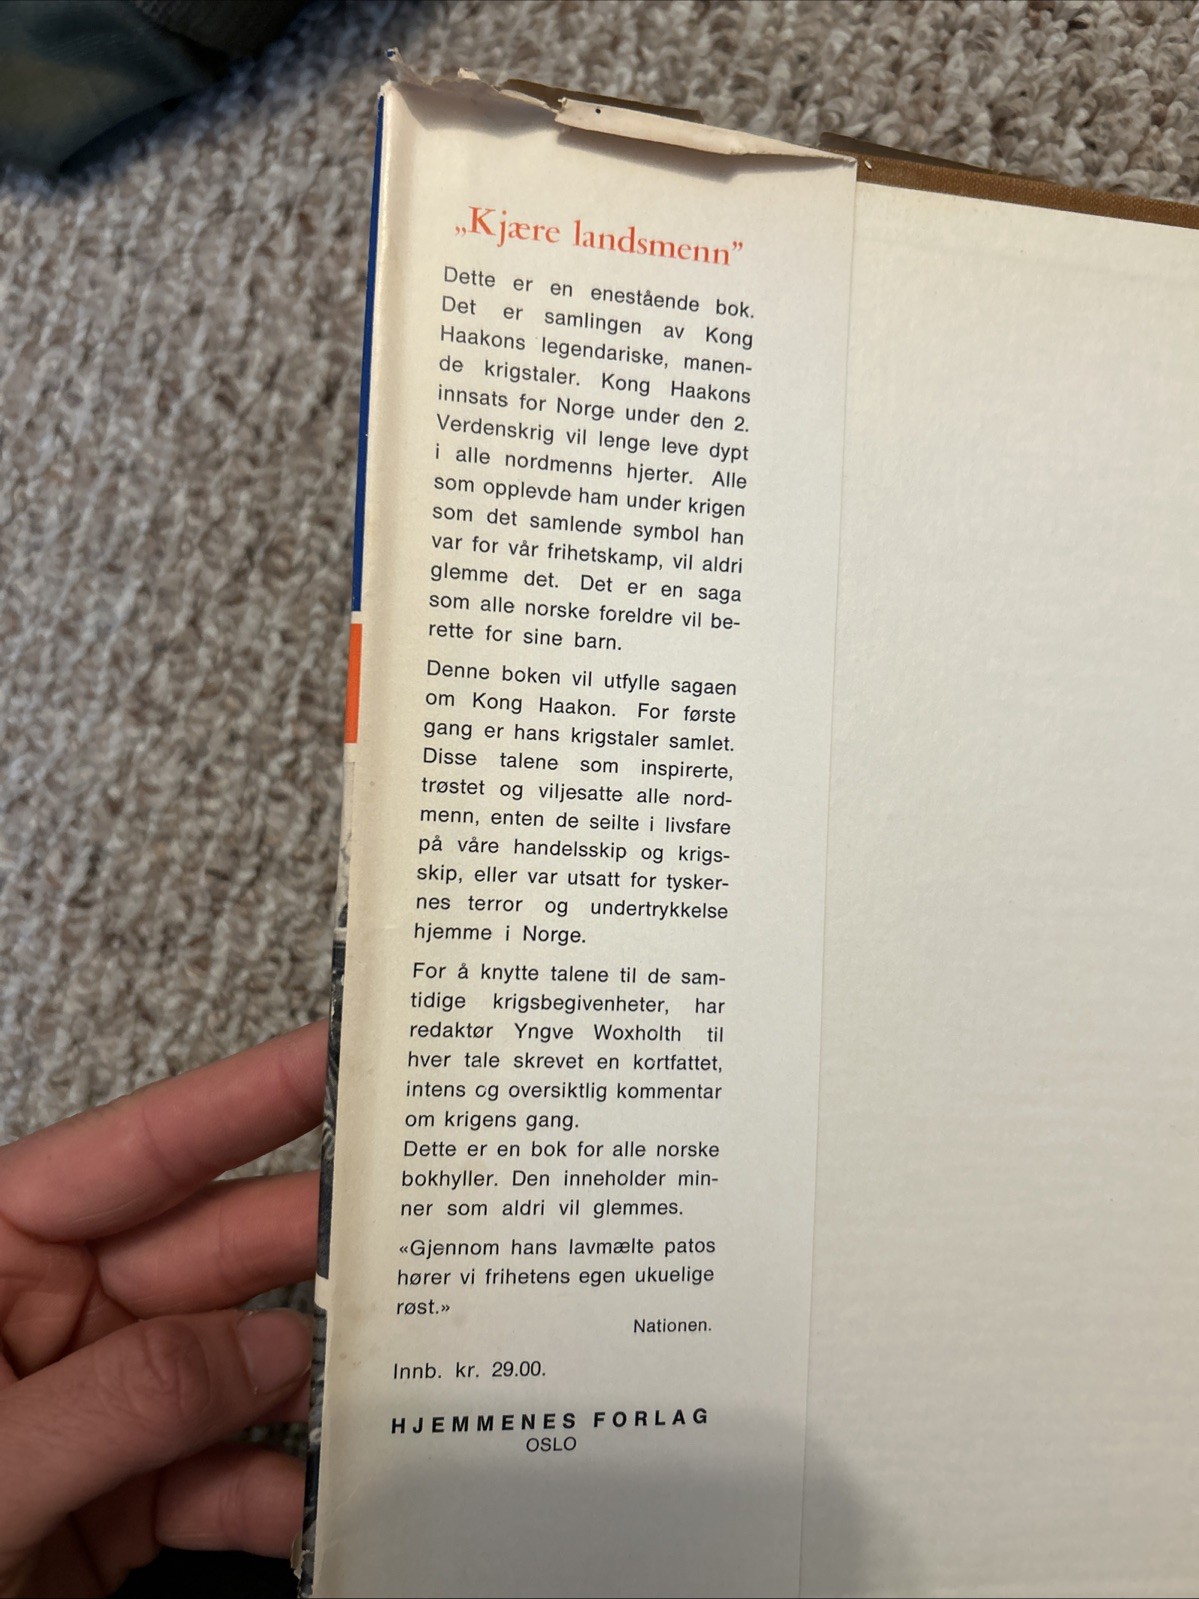 „Kjære landsmenn”
Dette er en enestående bok.
Det er samlingen av Kong
Haakons legendariske, manen-
de krigstaler. Kong Haakons
innsats for Norge under den 2.
Verdenskrig vil lenge leve dypt
i alle nordmenns hjerter. Alle
som opplevde ham under krigen
som det samlende symbol han
var for vår frihetskamp, vil aldri
glemme det. Det er en saga
som alle norske foreldre vil be-
rette for sine barn.
Denne boken vil utfylle sagaen
om Kong Haakon. For første
gang er hans krigstaler samlet.
Disse talene som inspirerte,
trøstet og viljesatte alle nord-
menn, enten de seilte i livsfare
på våre handelsskip og krigs-
skip, eller var utsatt for tysker-
nes terror og undertrykkelse
hjemme i Norge.
For å knytte talene til de sam-
tidige krigsbegivenheter, har
redaktør Yngve Woxholth til
hver tale skrevet en kortfattet,
intens og oversiktlig kommentar
om krigens gang.
Dette er en bok for alle norske
bokhyller. Den inneholder min-
ner som aldri vil glemmes.
«Gjennom hans lavmælte patos
hører vi frihetens egen ukuelige
røst.»
Nationen.
Innb. kr. 29.00.
HJEMMENES FORLAG
OSLO